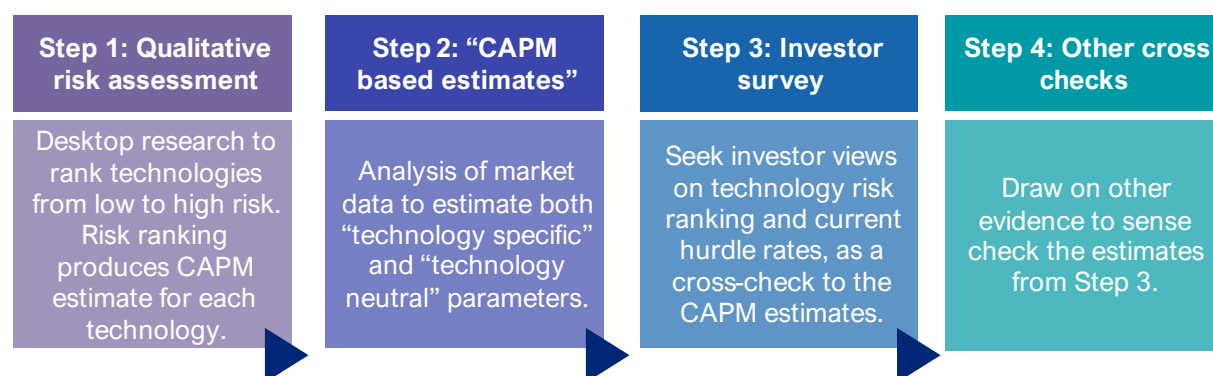 Step 1: Qualitative
risk assessment
Desktop research to
rank technologies
from low to high risk.
Risk ranking
produces CAPM
estimate for each
technology.
Step 2: “CAPM
based estimates”
Analysis of market
data to estimate both
“technology specific”
and “technology
neutral” parameters.
Step 3: Investor
survey
Seek investor views
on technology risk
ranking and current
hurdle rates, as a
cross-check to the
CAPM estimates.
Step 4: Other cross
checks
Draw on other
evidence to sense
check the estimates
from Step 3.